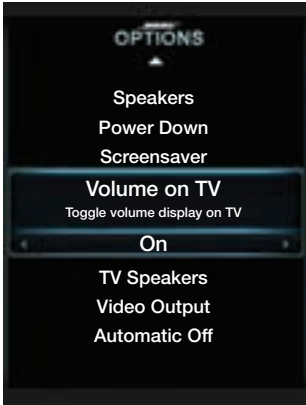 OPTIONS
Speakers
Power Down
Screensaver
Volume on TV
Toggle volume display on TV
On
TV Speakers
Video Output
Automatic Off